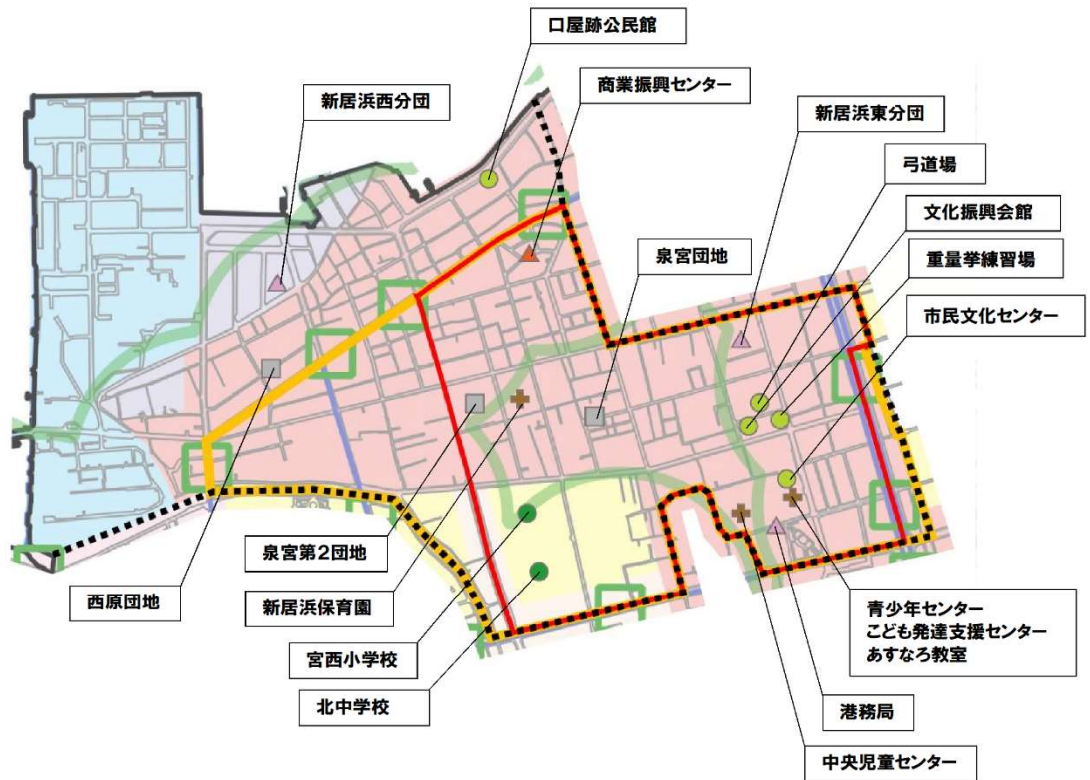 口屋跡公民館
商業振興センター
新居浜西分団
新居浜東分団
弓道場
文化振興会館
泉宮団地
重量挙練習場
市民文化センター
泉宮第2団地
西原団地
新居浜保育園
宮西小学校
北中学校
青少年センター
こども発達支援センター
あすなろ教室
港務局
中央児童センター